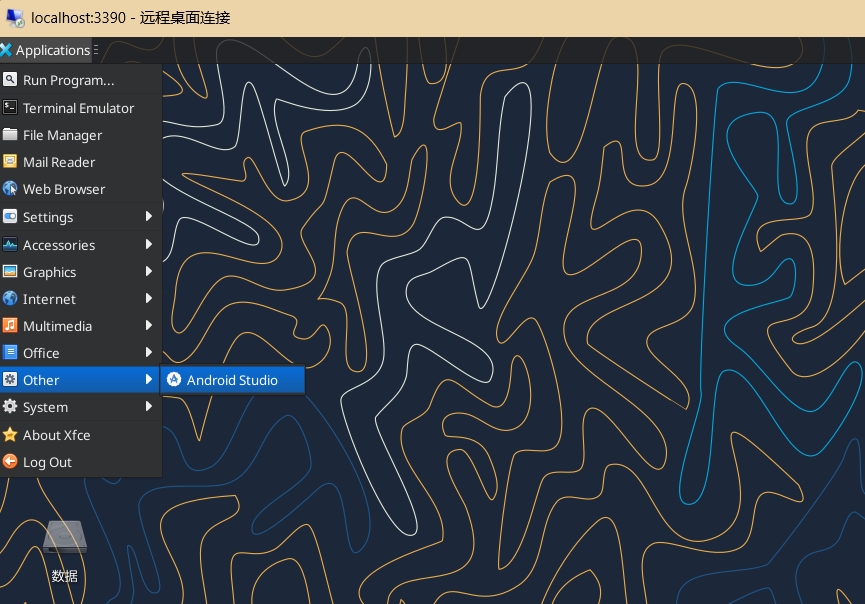 localhost:3390 - 远程桌面连接
Applications
Run Program...
Terminal Emulator
File Manager
Mail Reader
Web Browser
Settings
Accessories
Graphics
Internet
Multimedia
Office
Other
Android Studio
System
About Xfce
Log Out
数据